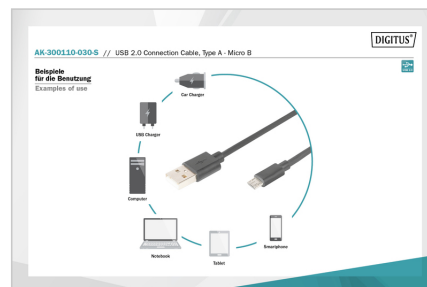 DIGITUS®
AK-300110-030-S // USB 2.0 Connection Cable, Type A - Micro B
Beispiele
für die Benutzung
Examples of use
Car Charger
USB Charger
Computer
Notebook
Tablet
Smartphone